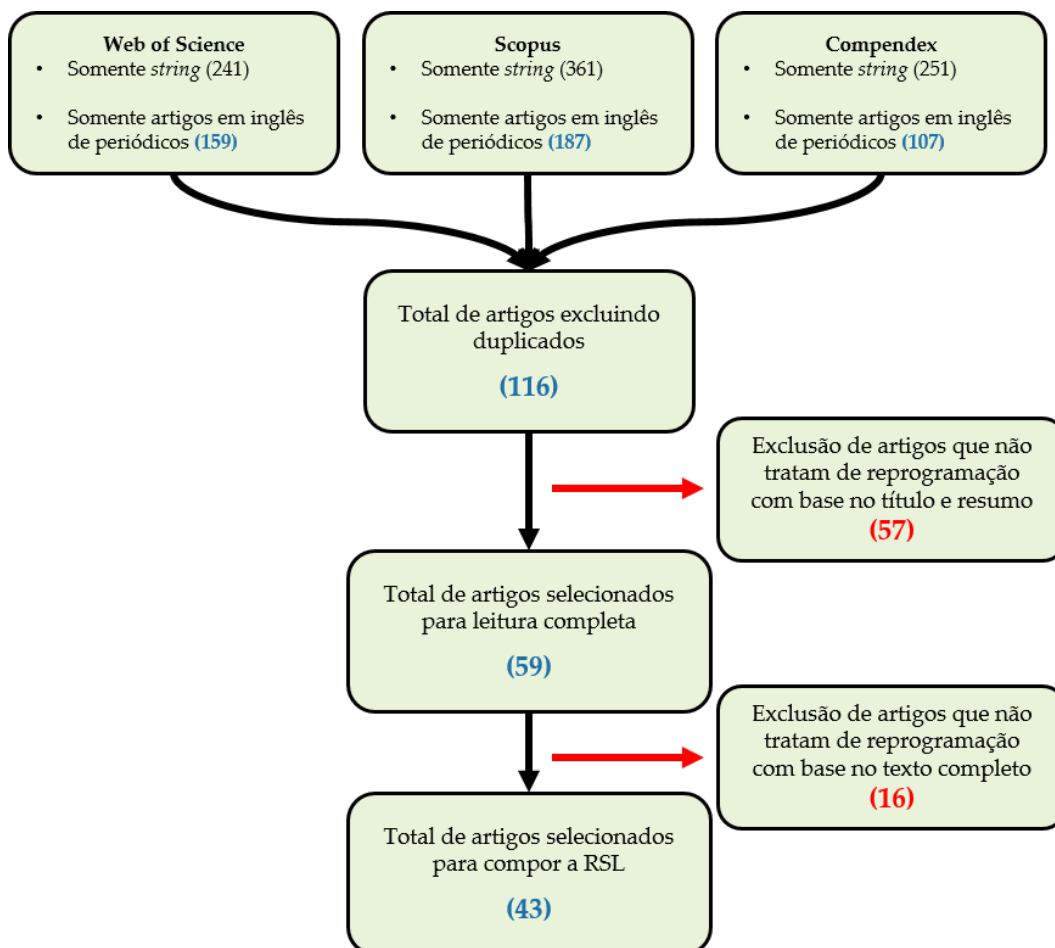 Web of Science
• Somente string (241)
• Somente artigos em inglês
de periódicos (159)
Scopus
• Somente string (361)
• Somente artigos em inglês
de periódicos (187)
Compendex
• Somente string (251)
• Somente artigos em inglês
de periódicos (107)
Total de artigos excluindo
duplicados
(116)
Exclusão de artigos que não
tratam de reprogramação
com base no título e resumo
(57)
Total de artigos selecionados
para leitura completa
(59)
Exclusão de artigos que não
tratam de reprogramação
com base no texto completo
(16)
Total de artigos selecionados
para compor a RSL
(43)